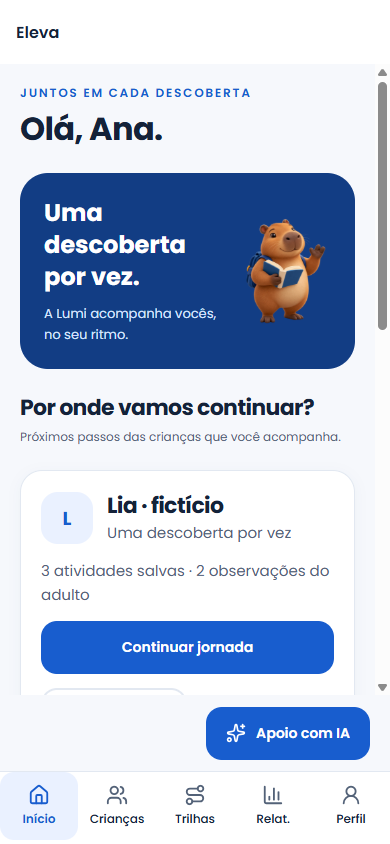 Eleva
JUNTOS EM CADA DESCOBERTA
Olá, Ana.
Uma
descoberta
por vez.
A Lumi acompanha vocês,
no seu ritmo.
Por onde vamos continuar?
Próximos passos das crianças que você acompanha.
L
Lia · fictício
Uma descoberta por vez
3 atividades salvas · 2 observações do
adulto
Continuar jornada
Apoio com IA
Início
Crianças
Trilhas
Relat.
Perfil